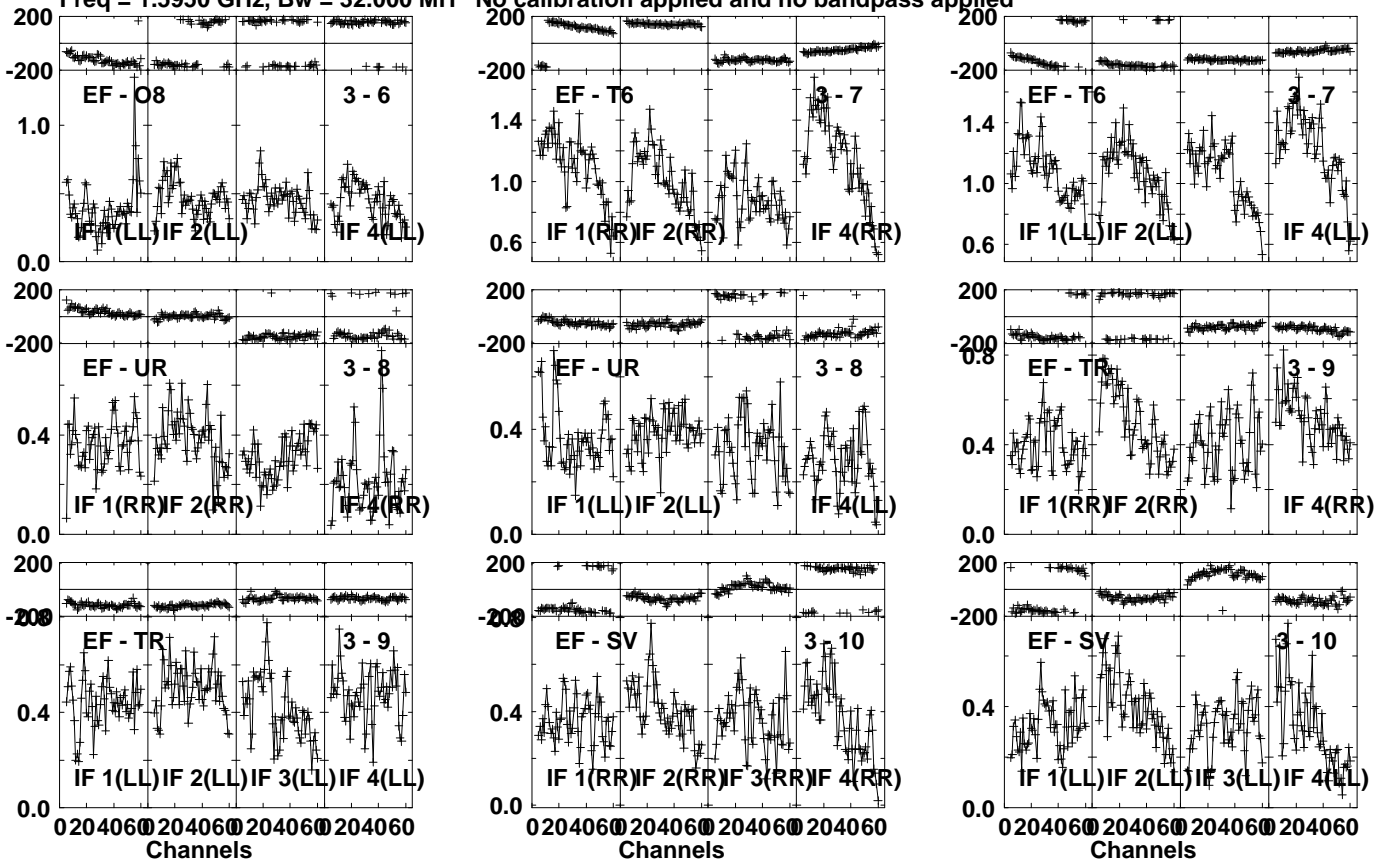 Freq = 1.5950 GHz, Bw = 32.000 MH No calibration applied and no bandpass applied
200
-200
EF - O8 3 - 6
1.0
0.0
IF 1(LL) IF 2(LL) IF 4(LL)
EF - T6 3 - 7
1.4
1.0
0.6
IF 1(RR) IF 2(RR) IF 4(RR)
EF - T6 3 - 7
1.4
1.0
0.6
IF 1(LL) IF 2(LL) IF 4(LL)
200
-200
EF - UR 3 - 8
0.4
0.0
IF 1(RR) IF 2(RR) IF 4(RR)
200
-200
EF - UR 3 - 8
0.4
0.0
IF 1(LL) IF 2(LL) IF 4(LL)
200
-200
0.8
EF - TR 3 - 9
0.4
0.0
IF 1(RR) IF 2(RR) IF 4(RR)
200
-200
0.8
EF - TR 3 - 9
0.4
0.0
IF 1(LL) IF 2(LL) IF 3(LL) IF 4(LL)
0 20 40 60 0 20 40 60 0 20 40 60 0 20 40 60
Channels
200
-200
0.8
EF - SV 3 - 10
0.4
0.0
IF 1(RR) IF 2(RR) IF 3(RR) IF 4(RR)
0 20 40 60 0 20 40 60 0 20 40 60 0 20 40 60
Channels
200
-200
EF - SV 3 - 10
0.4
0.0
IF 1(LL) IF 2(LL) IF 3(LL) IF 4(LL)
0 20 40 60 0 20 40 60 0 20 40 60 0 20 40 60
Channels